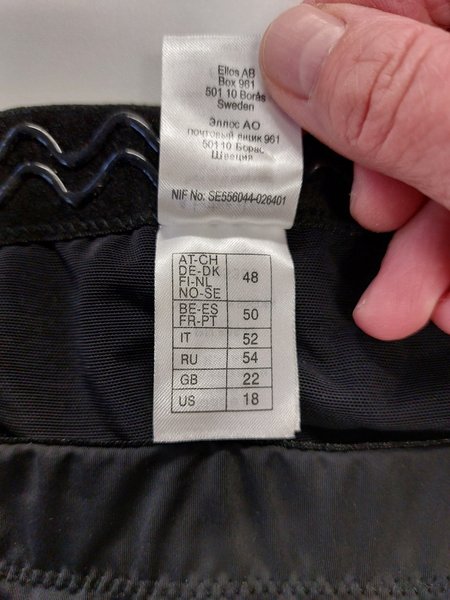 Ellos AB
Box 961
501 10 Borås
Sweden
Эллос АО
почтовый ящик 961
501 10 Борас
Швеция
NIF No: SE556044-026401
AT-CH
DE-DK
FI-NL
NO-SE 48
BE-ES
FR-PT 50
IT 52
RU 54
GB 22
US 18